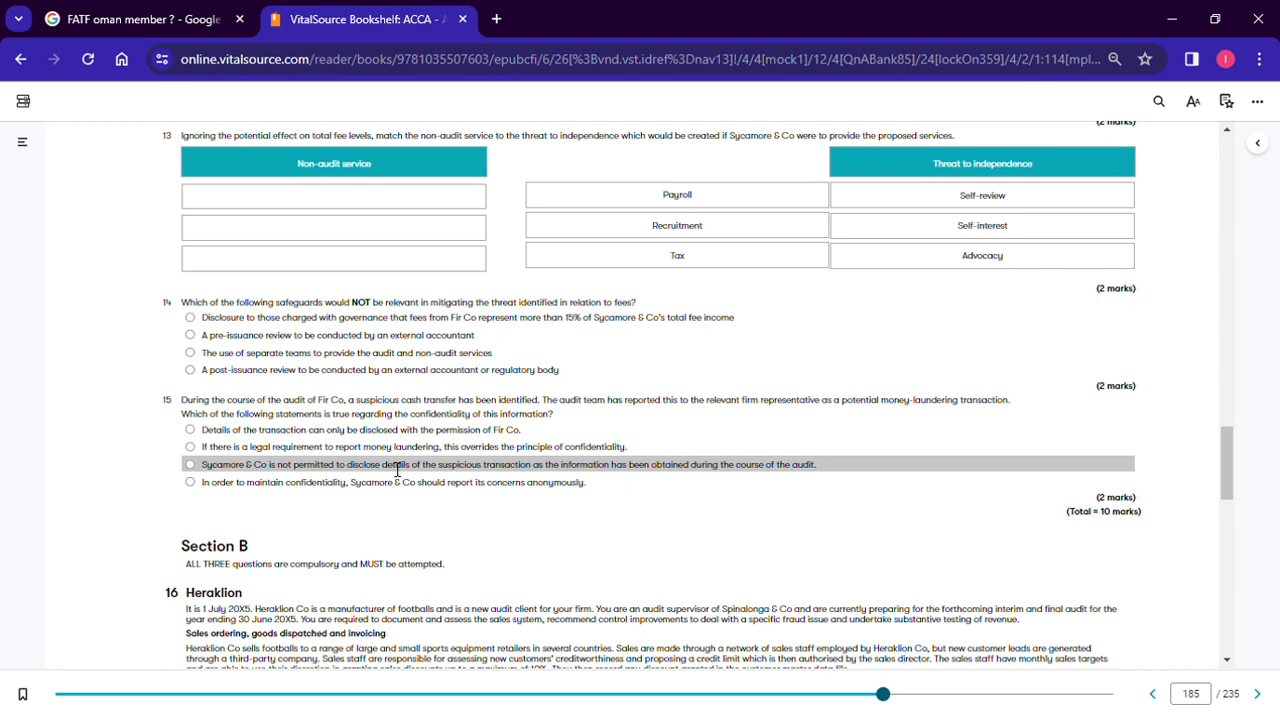 FATF oman member ? - Google
VitalSource Bookshelf: ACCA -
online.vitalsource.com/reader/books/9781035507603/epubcfi/6/26[%3Bvnd.vst.idref%3Dnav13]!/4/4[mock1]/12/4[QnABank85]/24[lockOn359]/4/2/1:114[mpl...
I
AA
(2 marks)
13 Ignoring the potential effect on total fee levels, match the non-audit service to the threat to independence which would be created if Sycamore & Co were to provide the proposed services.
Non-audit service Threat to independence
Payroll Self-review
Recruitment Self-interest
Tax Advocacy
(2 marks)
14 Which of the following safeguards would NOT be relevant in mitigating the threat identified in relation to fees?
Disclosure to those charged with governance that fees from Fir Co represent more than 15% of Sycamore & Co's total fee income
A pre-issuance review to be conducted by an external accountant
The use of separate teams to provide the audit and non-audit services
A post-issuance review to be conducted by an external accountant or regulatory body
(2 marks)
15 During the course of the audit of Fir Co, a suspicious cash transfer has been identified. The audit team has reported this to the relevant firm representative as a potential money-laundering transaction.
Which of the following statements is true regarding the confidentiality of this information?
Details of the transaction can only be disclosed with the permission of Fir Co.
If there is a legal requirement to report money laundering, this overrides the principle of confidentiality.
Sycamore & Co is not permitted to disclose details of the suspicious transaction as the information has been obtained during the course of the audit.
In order to maintain confidentiality, Sycamore & Co should report its concerns anonymously.
(2 marks)
(Total = 10 marks)
Section B
ALL THREE questions are compulsory and MUST be attempted.
16 Heraklion
It is 1 July 20X5. Heraklion Co is a manufacturer of footballs and is a new audit client for your firm. You are an audit supervisor of Spinalonga & Co and are currently preparing for the forthcoming interim and final audit for the
year ending 30 June 20X5. You are required to document and assess the sales system, recommend control improvements to deal with a specific fraud issue and undertake substantive testing of revenue.
Sales ordering, goods dispatched and invoicing
Heraklion Co sells footballs to a range of large and small sports equipment retailers in several countries. Sales are made through a network of sales staff employed by Heraklion Co, but new customer leads are generated
through a third-party company. Sales staff are responsible for assessing new customers' creditworthiness and proposing a credit limit which is then authorised by the sales director. The sales staff have monthly sales targets
185 / 235